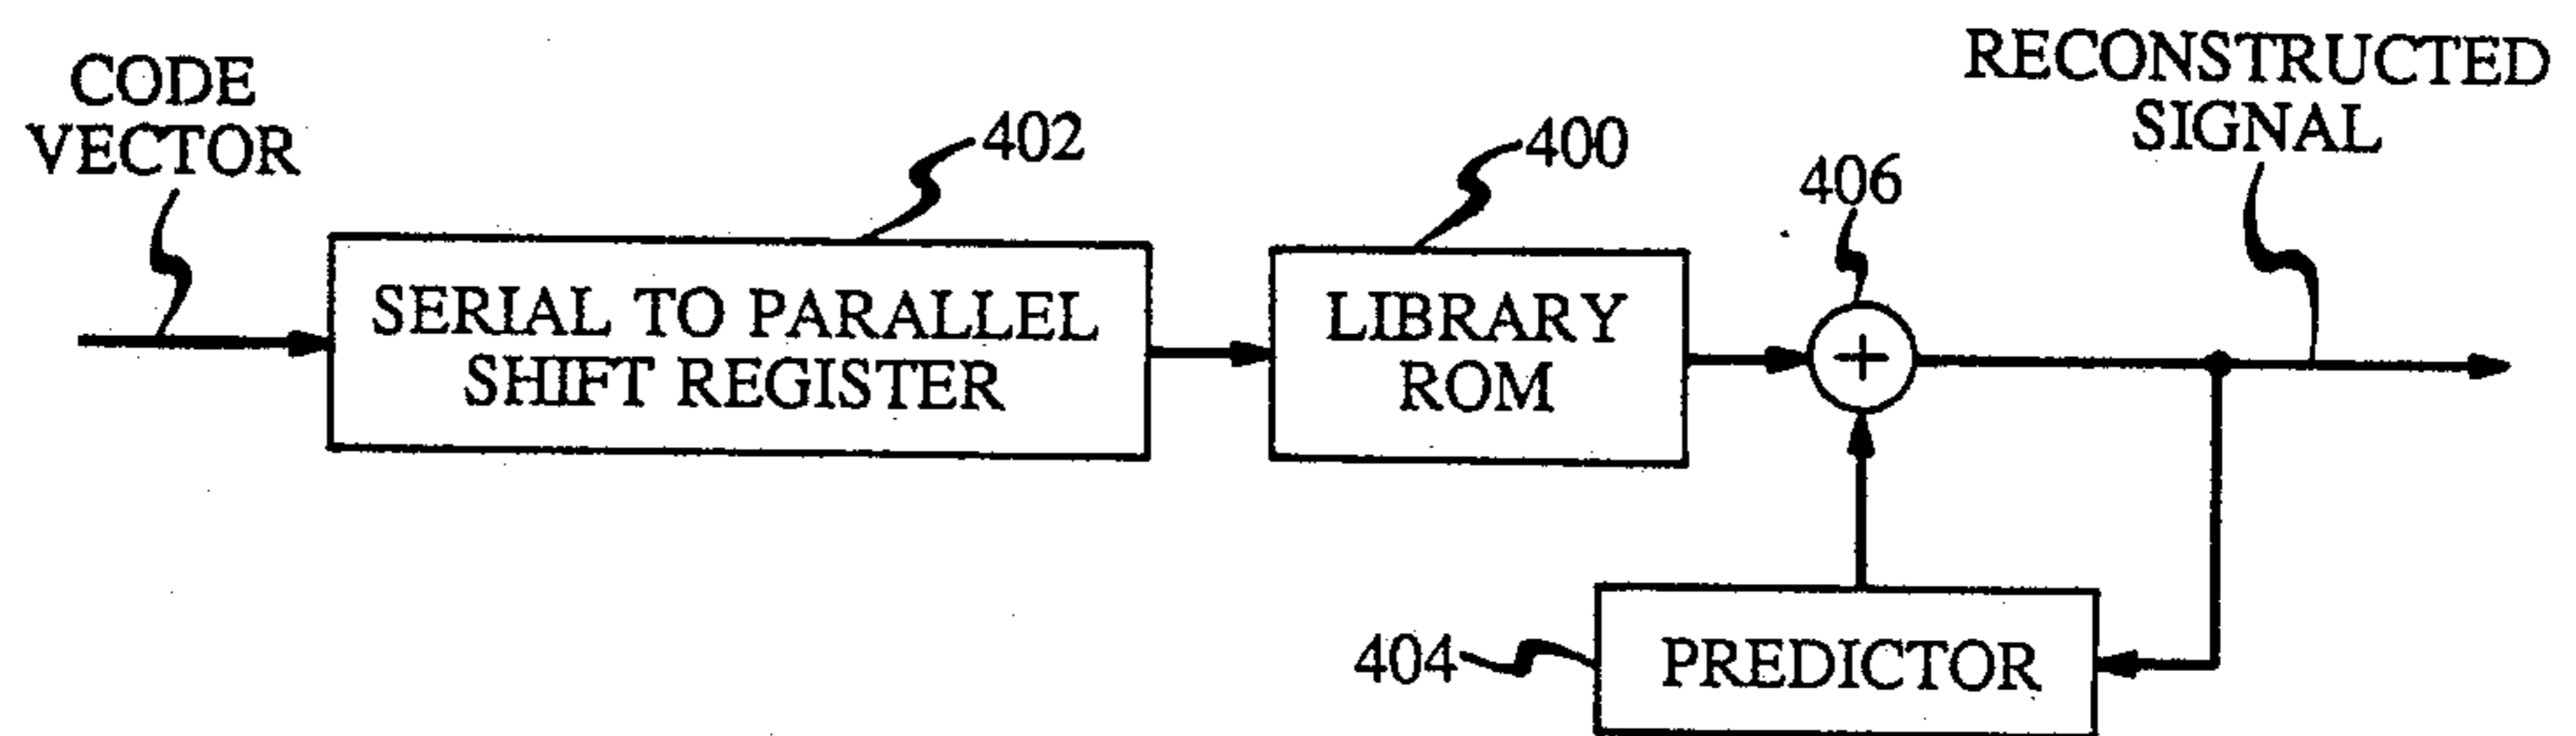 CODE
VECTOR
402
400
406
RECONSTRUCTED
SIGNAL
SERIAL TO PARALLEL
SHIFT REGISTER
LIBRARY
ROM
+
404
PREDICTOR